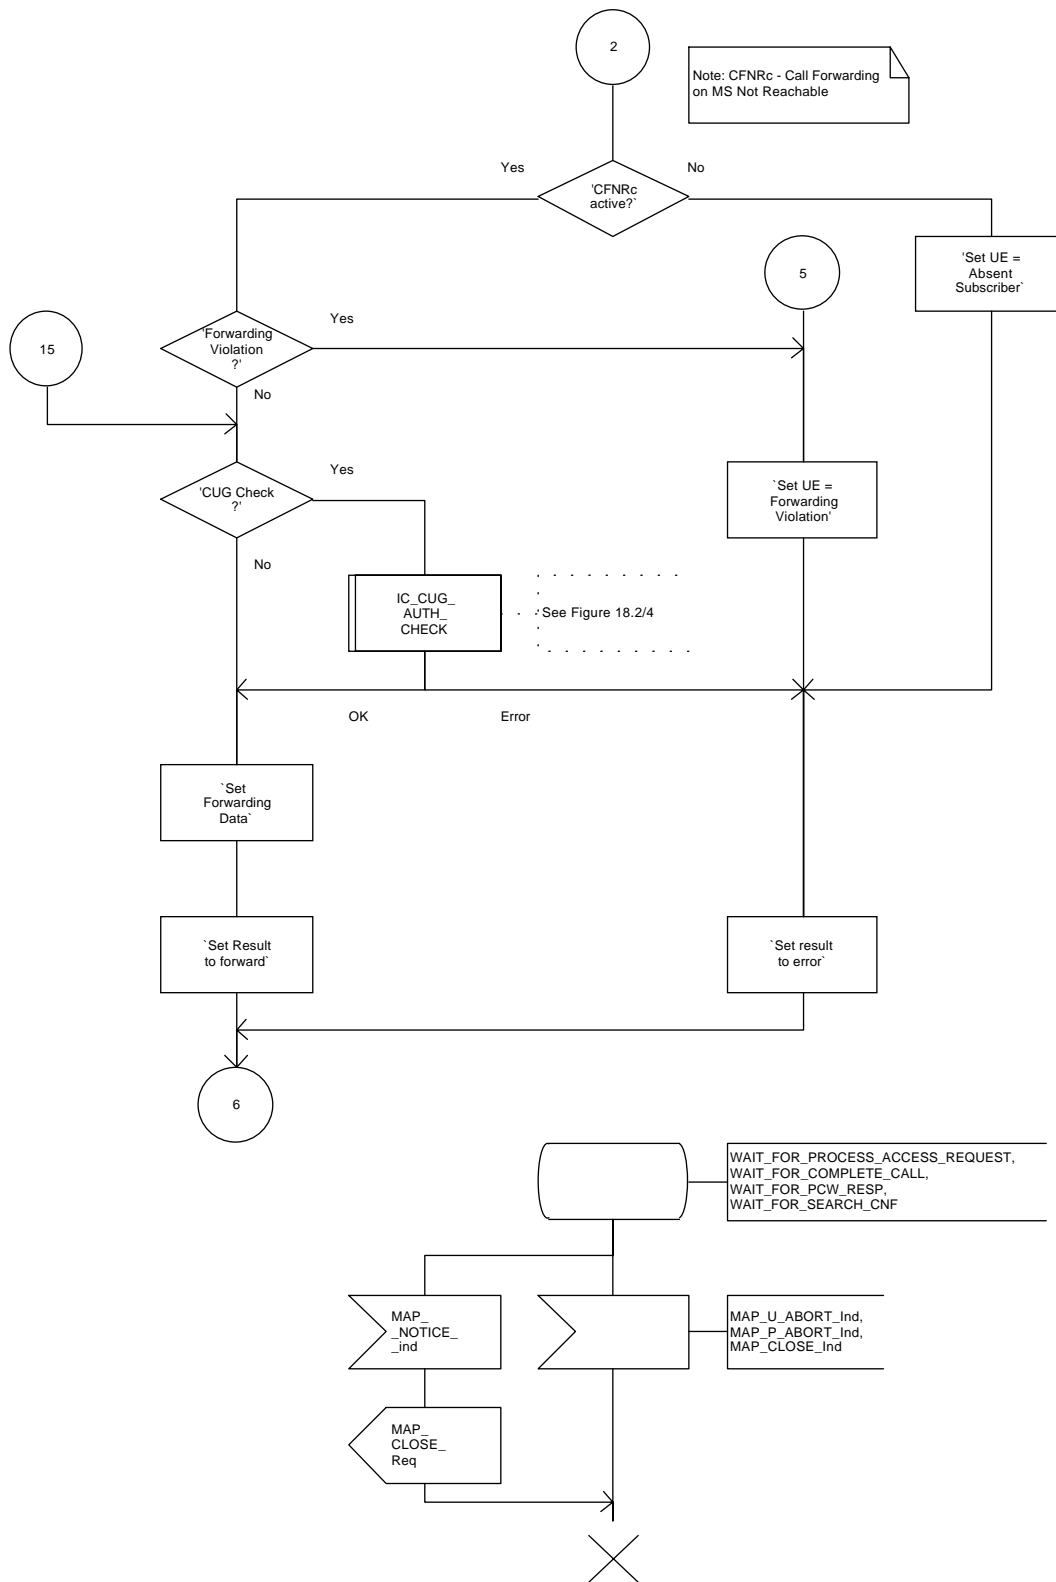 2
Note: CFNRc - Call Forwarding
on MS Not Reachable
Yes
No
'CFNRc
active?`
5
'Set UE =
Absent
Subscriber`
15
'Forwarding
Violation
?'
Yes
No
'CUG Check
?'
Yes
`Set UE =
Forwarding
Violation'
No
IC_CUG_
AUTH_
CHECK
See Figure 18.2/4
OK
Error
`Set
Forwarding
Data`
`Set Result
to forward`
`Set result
to error`
6
WAIT_FOR_PROCESS_ACCESS_REQUEST,
WAIT_FOR_COMPLETE_CALL,
WAIT_FOR_PCW_RESP,
WAIT_FOR_SEARCH_CNF
MAP_
_NOTICE_
_ind
MAP_U_ABORT_Ind,
MAP_P_ABORT_Ind,
MAP_CLOSE_Ind
MAP_
CLOSE_
Req